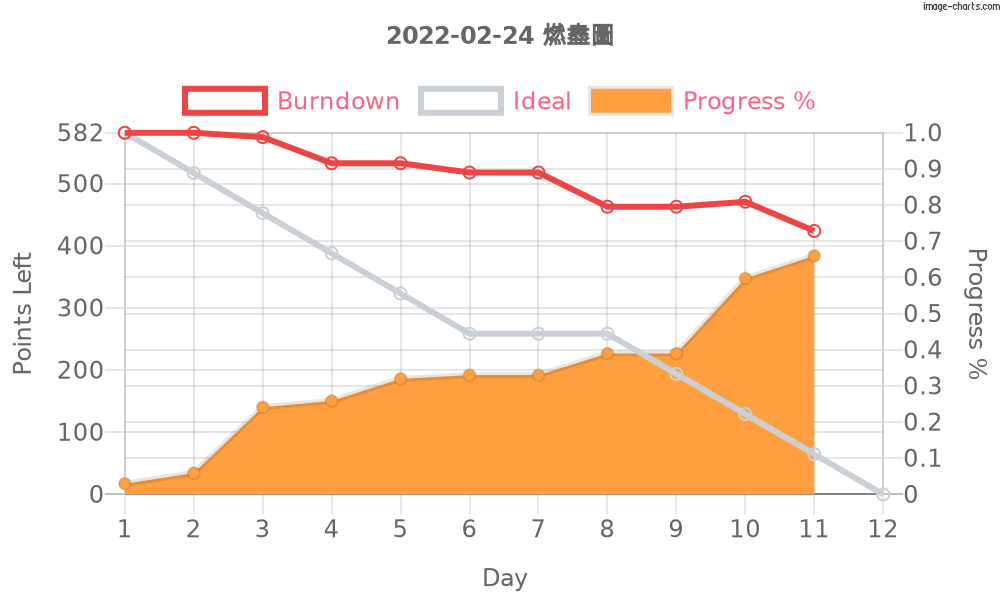 image-charts.com
2022-02-24 燃盡圖
Burndown Ideal Progress %
582 1.0
0.9
500
0.8
400 0.7
0.6
300 0.5
0.4
200 0.3
0.2
100 0.1
0 0
Points Left
Progress %
1 2 3 4 5 6 7 8 9 10 11 12
Day